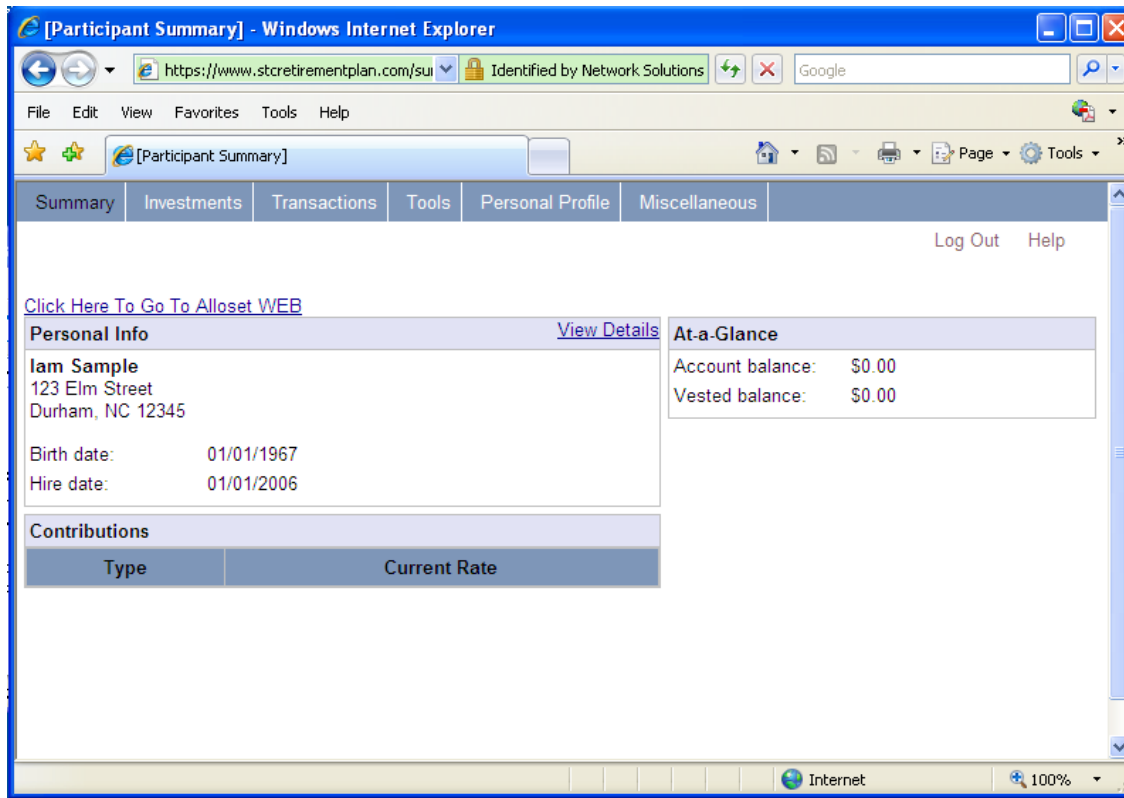 [Participant Summary] - Windows Internet Explorer
https://www.stcretirementplan.com/sui Identified by Network Solutions Google
File Edit View Favorites Tools Help
[Participant Summary] Page Tools »
Summary Investments Transactions Tools Personal Profile Miscellaneous
Log Out Help
Click Here To Go To Alloset WEB
Personal Info View Details
Iam Sample
123 Elm Street
Durham, NC 12345
Birth date: 01/01/1967
Hire date: 01/01/2006
At-a-Glance
Account balance: $0.00
Vested balance: $0.00
Contributions
Type Current Rate
Internet 100%